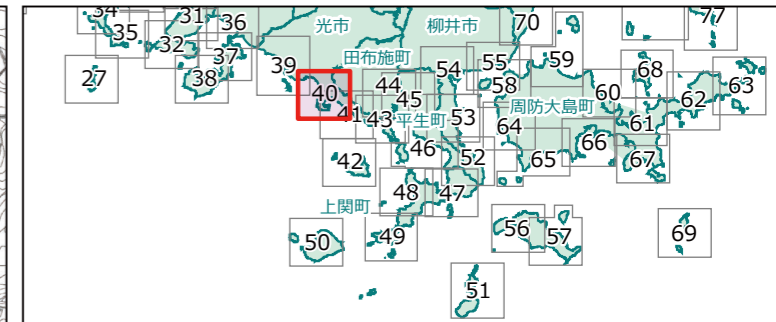 34 31 36 光市 柳井市 70 77
35 32 37 39 田布施町 54 55 59 68
27 38 40 44 45 58 60 62 63
41 43 平生町 53 周防大島町 61
42 46 52 64 65 66 67
上関町 48 47
50 49 56 57 69
51